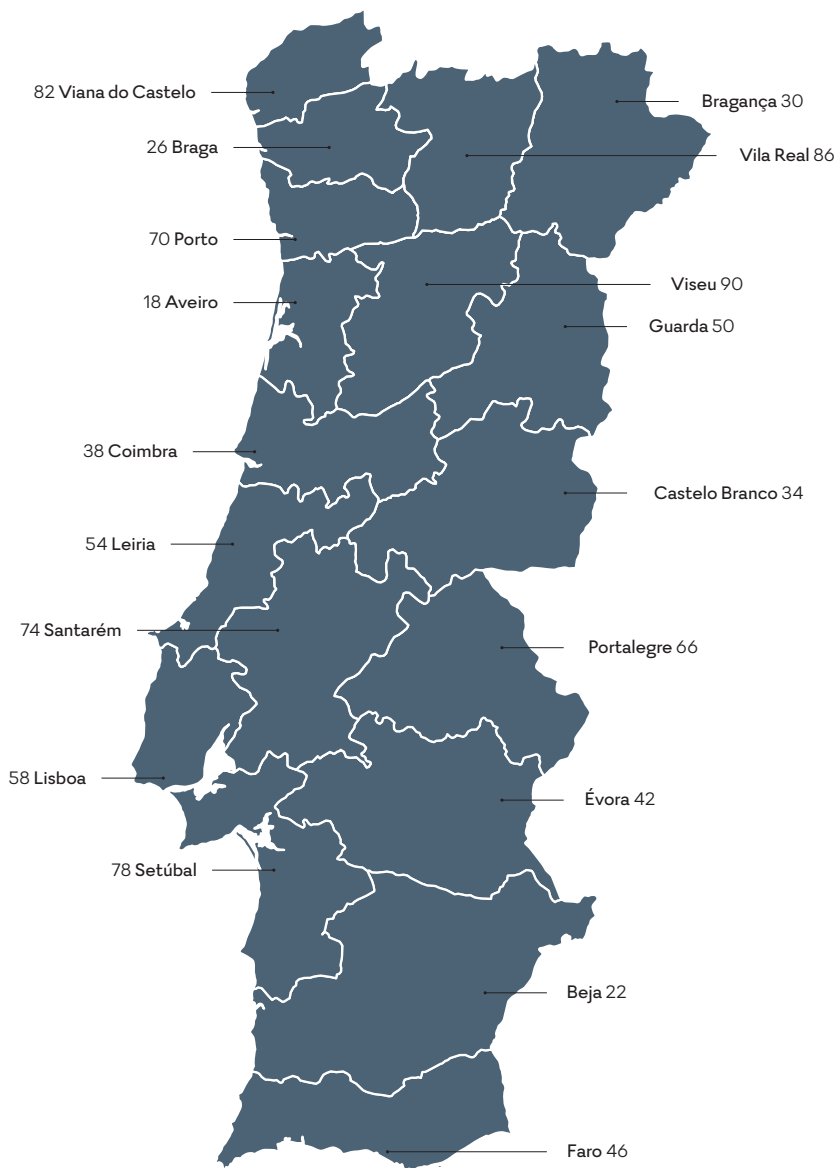 82 Viana do Castelo
Bragança 30
26 Braga
Vila Real 86
70 Porto
Viseu 90
18 Aveiro
Guarda 50
38 Coimbra
Castelo Branco 34
54 Leiria
74 Santarém
Portalegre 66
58 Lisboa
Évora 42
78 Setúbal
Beja 22
Faro 46